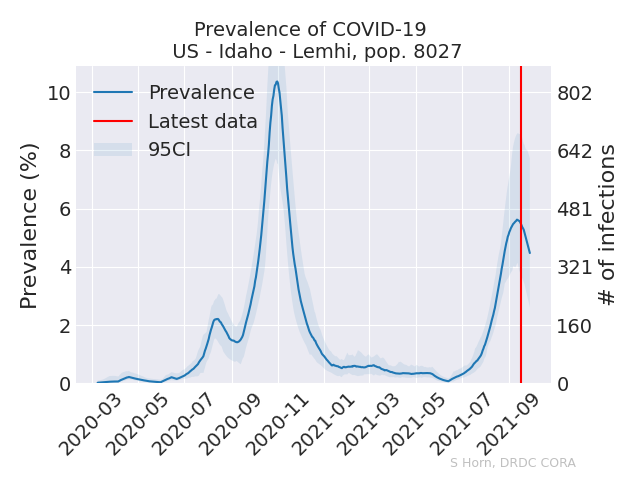 Prevalence of COVID-19
US - Idaho - Lemhi, pop. 8027
Prevalence
Latest data
95CI
Prevalence (%)
10
8
6
4
2
0
802
642
481
321
160
0
# of infections
2020-03
2020-05
2020-07
2020-09
2020-11
2021-01
2021-03
2021-05
2021-07
2021-09
S Horn, DRDC CORA